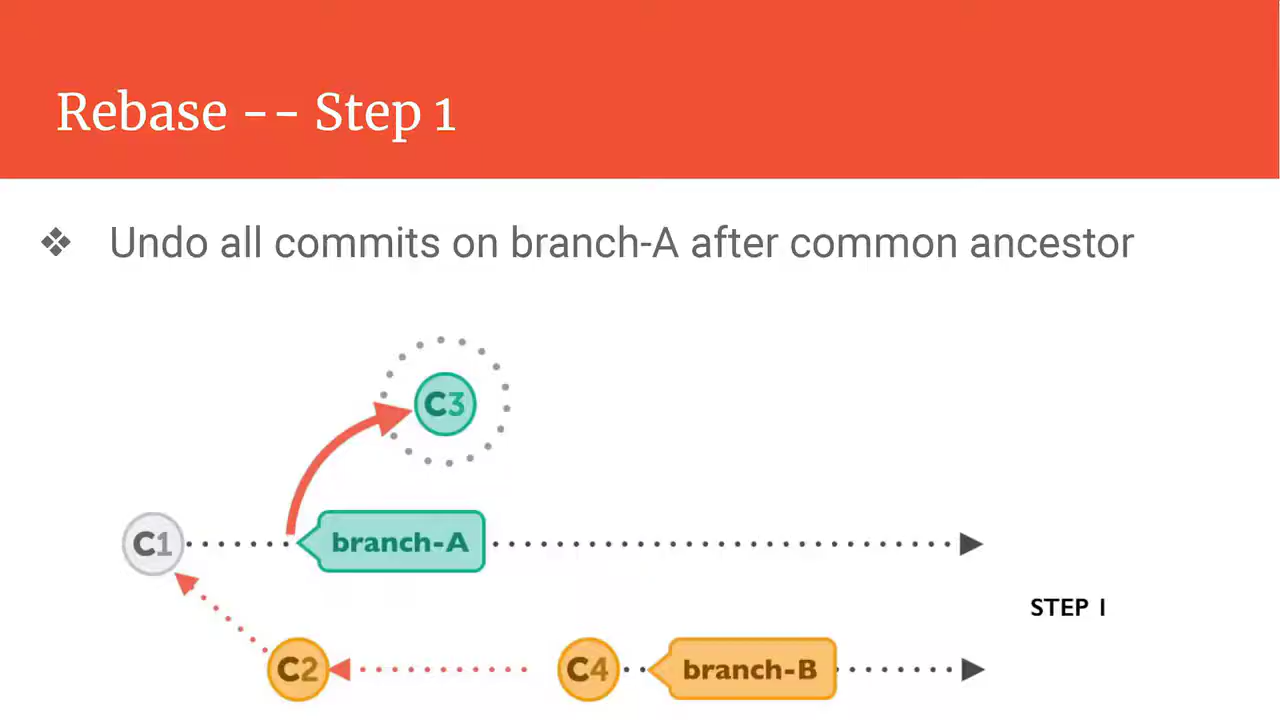 Rebase -- Step 1
❖ Undo all commits on branch-A after common ancestor
C3
C1
branch-A
STEP 1
C2
C4
branch-B